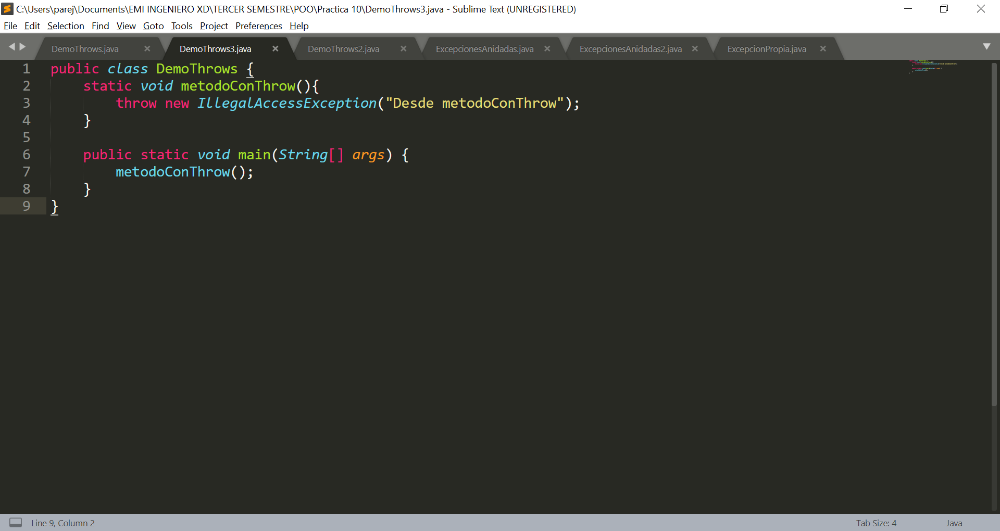 C:\Users\parej\Documents\EMI INGENIERO XD\TERCER SEMESTRE\POO\Practica 10\DemoThrows3.java - Sublime Text (UNREGISTERED)
File Edit Selection Find View Goto Tools Project Preferences Help
DemoThrows.java DemoThrows3.java DemoThrows2.java ExcepcionesAnidadas.java ExcepcionesAnidadas2.java ExcepcionPropia.java
1 public class DemoThrows {
2     static void metodoConThrow(){
3         throw new IllegalAccessException("Desde metodoConThrow");
4     }
5
6     public static void main(String[] args) {
7         metodoConThrow();
8     }
9 }
Line 9, Column 2 Tab Size: 4 Java